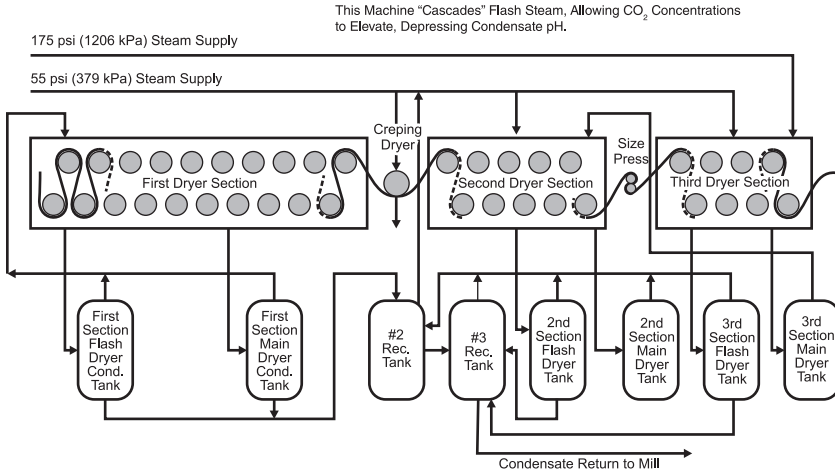 This Machine “Cascades” Flash Steam, Allowing CO₂ Concentrations
to Elevate, Depressing Condensate pH.
175 psi (1206 kPa) Steam Supply
55 psi (379 kPa) Steam Supply
Creping
Dryer
Size
Press
First Dryer Section
Second Dryer Section
Third Dryer Section
First
Section
Flash
Dryer
Cond.
Tank
First
Section
Main
Dryer
Cond.
Tank
#2
Rec.
Tank
#3
Rec.
Tank
2nd
Section
Flash
Dryer
Tank
2nd
Section
Main
Dryer
Tank
3rd
Section
Flash
Dryer
Tank
3rd
Section
Main
Dryer
Tank
Condensate Return to Mill